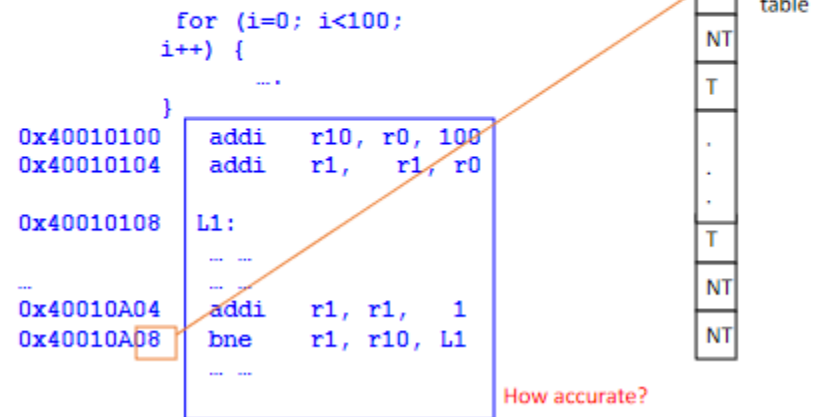 table
for (i=0; i<100;
i++) {
….
}
0x40010100 addi r10, r0, 100
0x40010104 addi r1, r1, r0
0x40010108 L1:
… …
… … …
0x40010A04 addi r1, r1, 1
0x40010A08 bne r1, r10, L1
… …
NT
T
.
.
.
T
NT
NT
How accurate?